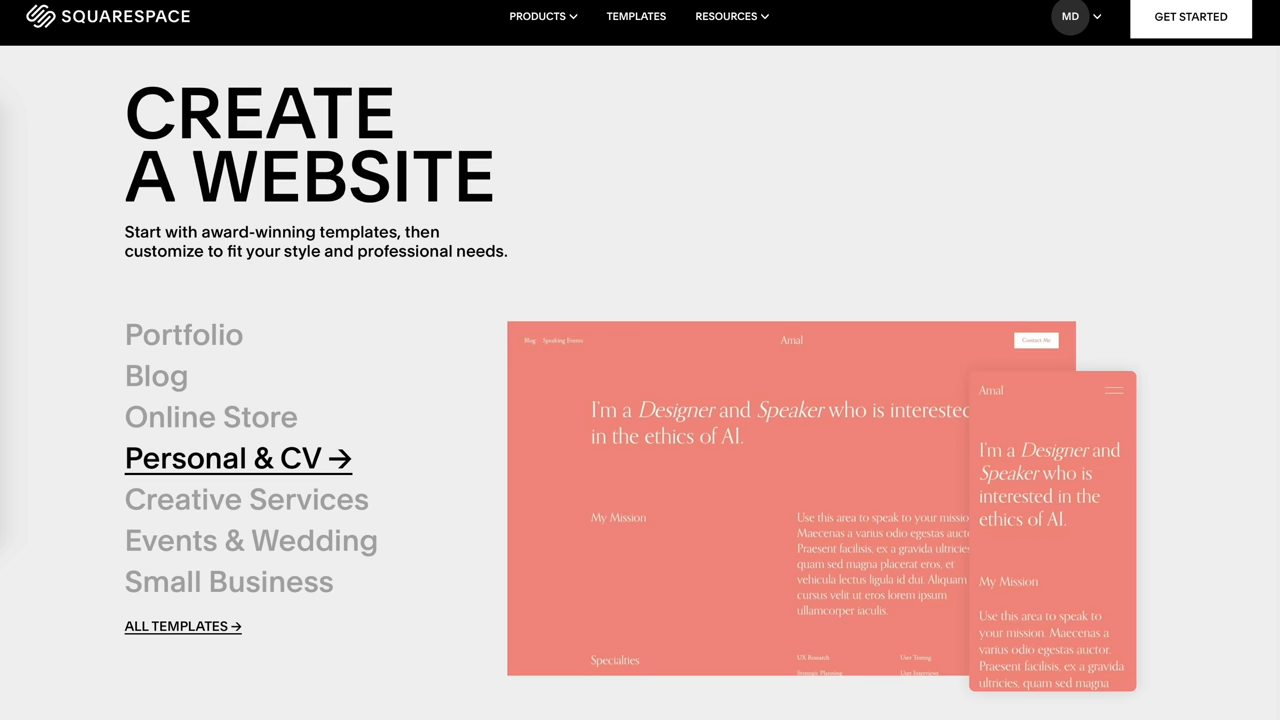 SQUARESPACE
PRODUCTS
TEMPLATES
RESOURCES
MD
GET STARTED
CREATE
A WEBSITE
Start with award-winning templates, then
customize to fit your style and professional needs.
Portfolio
Blog
Online Store
Personal & CV →
Creative Services
Events & Wedding
Small Business
ALL TEMPLATES →
Blog Speaking Events
Amal
Contact Me
I'm a Designer and Speaker who is interested
in the ethics of AI.
My Mission
Use this area to speak to your
Maecenas a varius odio egestas
Praesent facilisis, ex a gravida
quam sed magna placerat eros, et
vehicula lectus ligula id dui. Aliquam
cursus velit ut eros lorem ipsum
ullamcorper iaculis.
Specialties
UX Research
User Testing
Strategic Planning
User Interviews
Amal
I'm a Designer and
Speaker who is
interested in the
ethics of AI.
My Mission
Use this area to speak to
your mission. Maecenas a
varius odio egestas auctor.
Praesent facilisis, ex a gravida
ultricies, quam sed magna